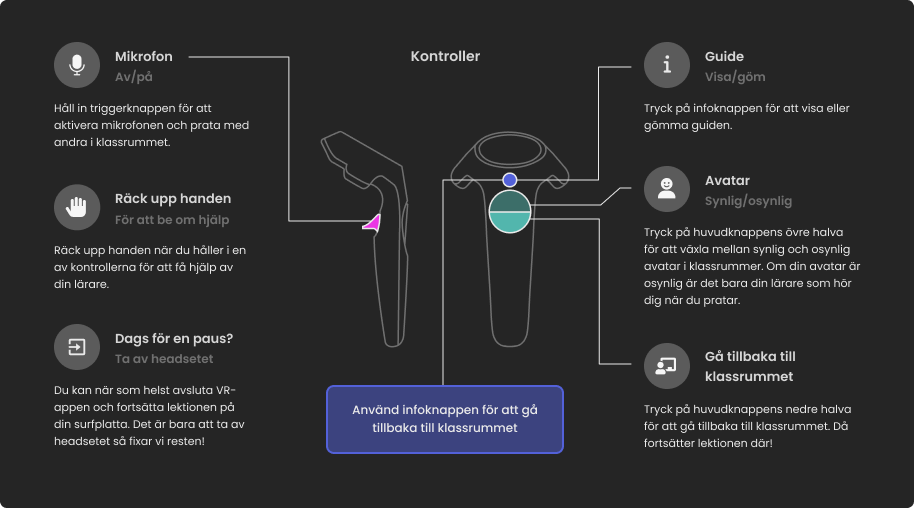 Mikrofon
Av/på
Håll in triggerknappen för att
aktivera mikrofonen och prata med
andra i klassrummet.
Räck upp handen
För att be om hjälp
Räck upp handen när du håller i en
av kontrollerna för att få hjälp av
din lärare.
Dags för en paus?
Ta av headsetet
Du kan när som helst avsluta VR-
appen och fortsätta lektionen på
din surfplatta. Det är bara att ta av
headsetet så fixar vi resten!
Kontroller
Använd infoknappen för att gå
tillbaka till klassrummet
Guide
Visa/göm
Tryck på infoknappen för att visa eller
gömma guiden.
Avatar
Synlig/osynlig
Tryck på huvudknappens övre halva
för att växla mellan synlig och osynlig
avatar i klassrummer. Om din avatar är
osynlig är det bara din lärare som hör
dig när du pratar.
Gå tillbaka till
klassrummet
Tryck på huvudknappens nedre halva
för att gå tillbaka till klassrummet. Då
fortsätter lektionen där!